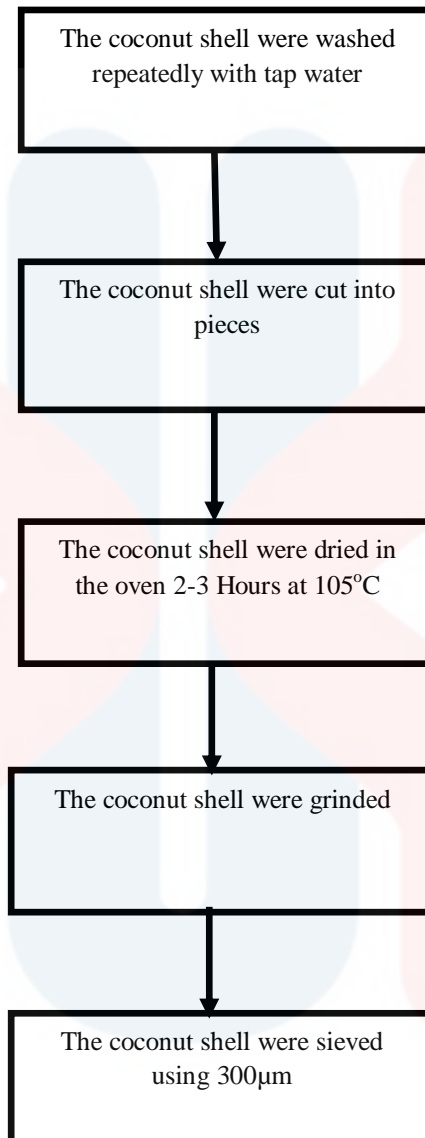 The coconut shell were washed
repeatedly with tap water
The coconut shell were cut into
pieces
The coconut shell were dried in
the oven 2-3 Hours at 105°C
The coconut shell were grinded
The coconut shell were sieved
using 300µm